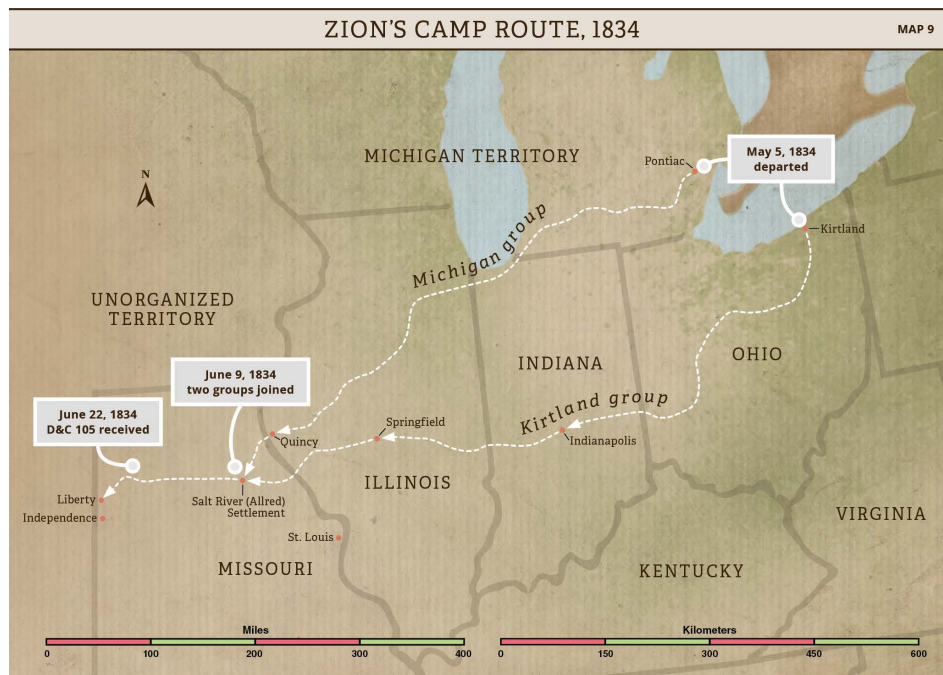 ZION'S CAMP ROUTE, 1834
MAP 9
MICHIGAN TERRITORY
Pontiac
May 5, 1834
departed
N
Kirtland
Michigan group
UNORGANIZED
TERRITORY
INDIANA
OHIO
June 9, 1834
two groups joined
June 22, 1834
D&C 105 received
Kirtland group
Springfield
Quincy
Indianapolis
ILLINOIS
Liberty
Salt River (Allred)
Settlement
Independence
VIRGINIA
St. Louis
MISSOURI
KENTUCKY
Miles
0 100 200 300 400
Kilometers
0 150 300 450 600